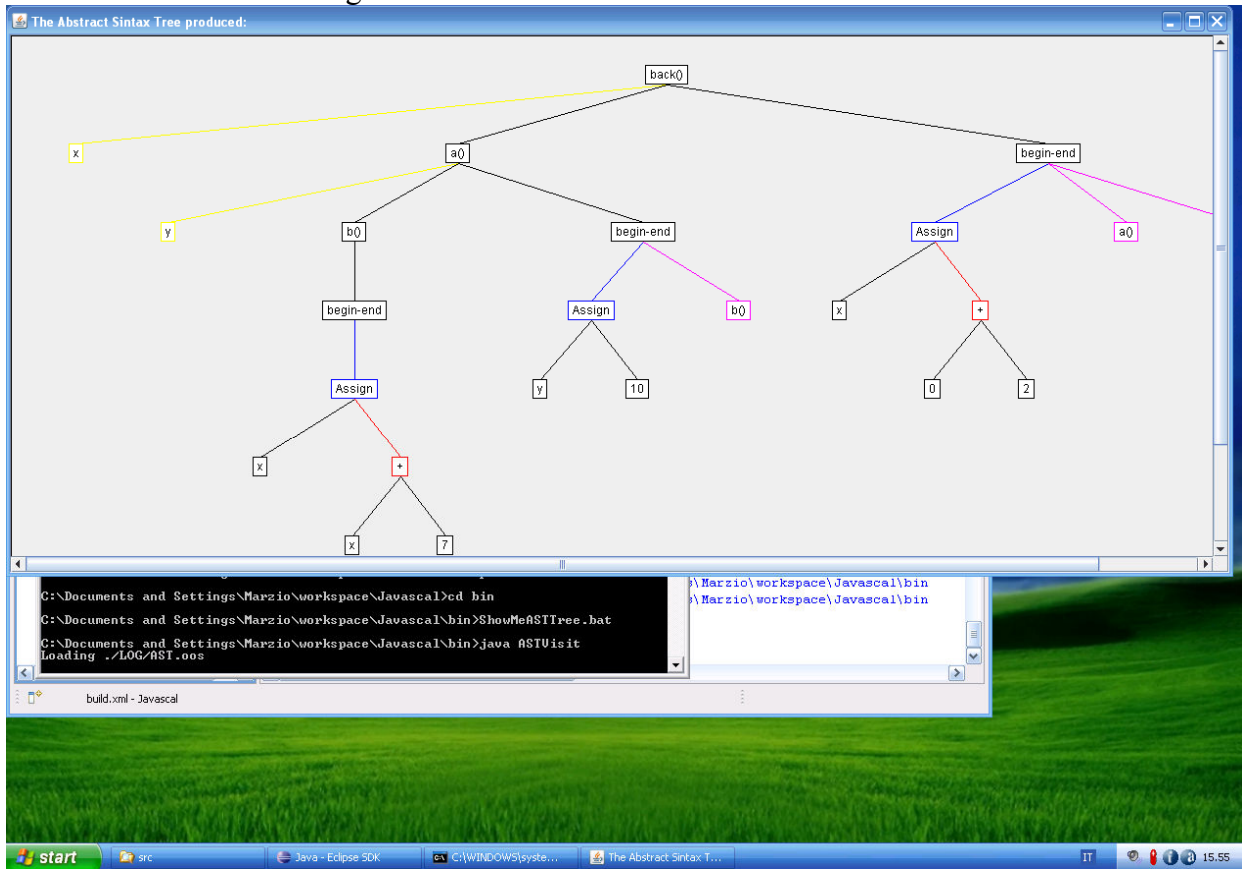 The Abstract Sintax Tree produced:
back()
x
a()
begin-end
y
b()
begin-end
Assign
a()
begin-end
Assign
b()
x
+
Assign
y
10
0
2
x
+
x
7
s\Marzio\workspace\Javascal\bin
C:\Documents and Settings\Marzio\workspace\Javascal>cd bin
s\Marzio\workspace\Javascal\bin
C:\Documents and Settings\Marzio\workspace\Javascal\bin>ShowMeASTTree.bat
C:\Documents and Settings\Marzio\workspace\Javascal\bin>java ASTVisit
Loading ./LOG/AST.oos
build.xml - Javascal
start
src
Java - Eclipse SDK
C:\WINDOWS\syste...
The Abstract Sintax T...
IT
15.55